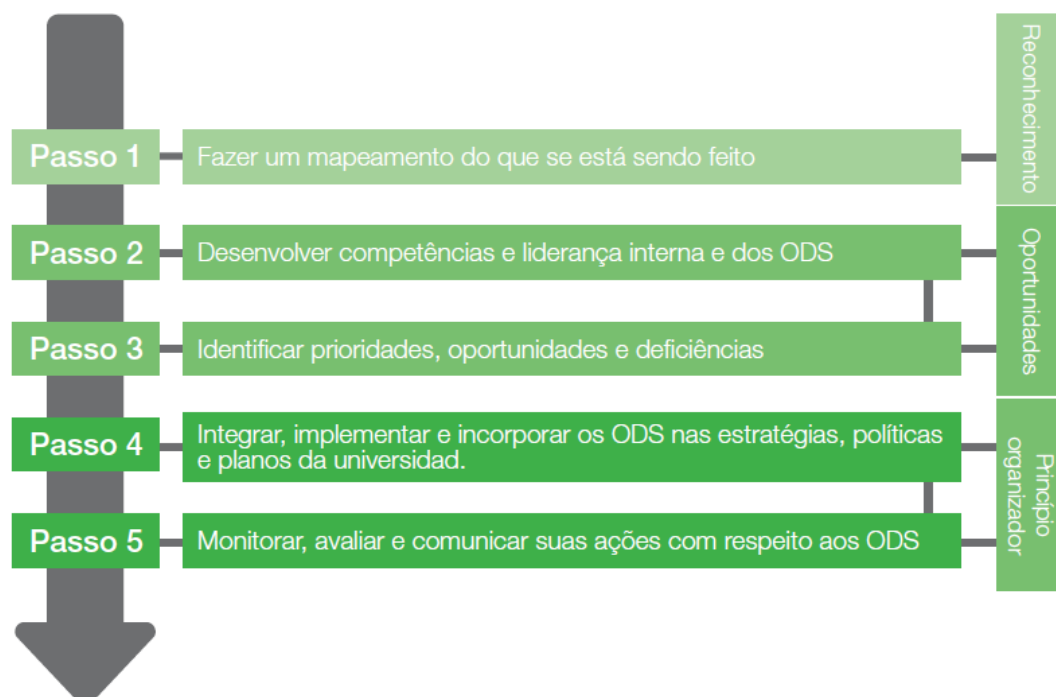 Reconhecimento
Passo 1
Fazer um mapeamento do que se está sendo feito
Passo 2
Desenvolver competências e liderança interna e dos ODS
Oportunidades
Passo 3
Identificar prioridades, oportunidades e deficiências
Passo 4
Integrar, implementar e incorporar os ODS nas estratégias, políticas
e planos da universidad.
Princípio
organizador
Passo 5
Monitorar, avaliar e comunicar suas ações com respeito aos ODS